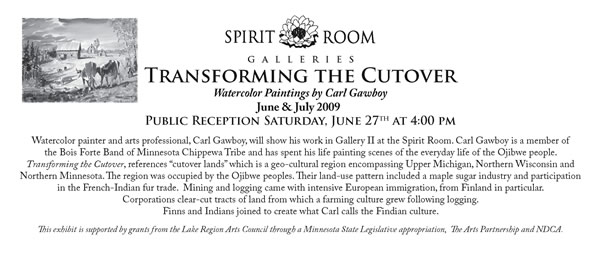 SPIRIT ROOM
GALLERIES
TRANSFORMING THE CUTOVER
Watercolor Paintings by Carl Gawboy
June & July 2009
PUBLIC RECEPTION SATURDAY, JUNE 27TH AT 4:00 PM
Watercolor painter and arts professional, Carl Gawboy, will show his work in Gallery II at the Spirit Room. Carl Gawboy is a member of
the Bois Forte Band of Minnesota Chippewa Tribe and has spent his life painting scenes of the everyday life of the Ojibwe people.
Transforming the Cutover, references “cutover lands” which is a geo-cultural region encompassing Upper Michigan, Northern Wisconsin and
Northern Minnesota. The region was occupied by the Ojibwe peoples. Their land-use pattern included a maple sugar industry and participation
in the French-Indian fur trade. Mining and logging came with intensive European immigration, from Finland in particular.
Corporations clear-cut tracts of land from which a farming culture grew following logging.
Finns and Indians joined to create what Carl calls the Findian culture.
This exhibit is supported by grants from the Lake Region Arts Council through a Minnesota State Legislative appropriation, The Arts Partnership and NDCA.